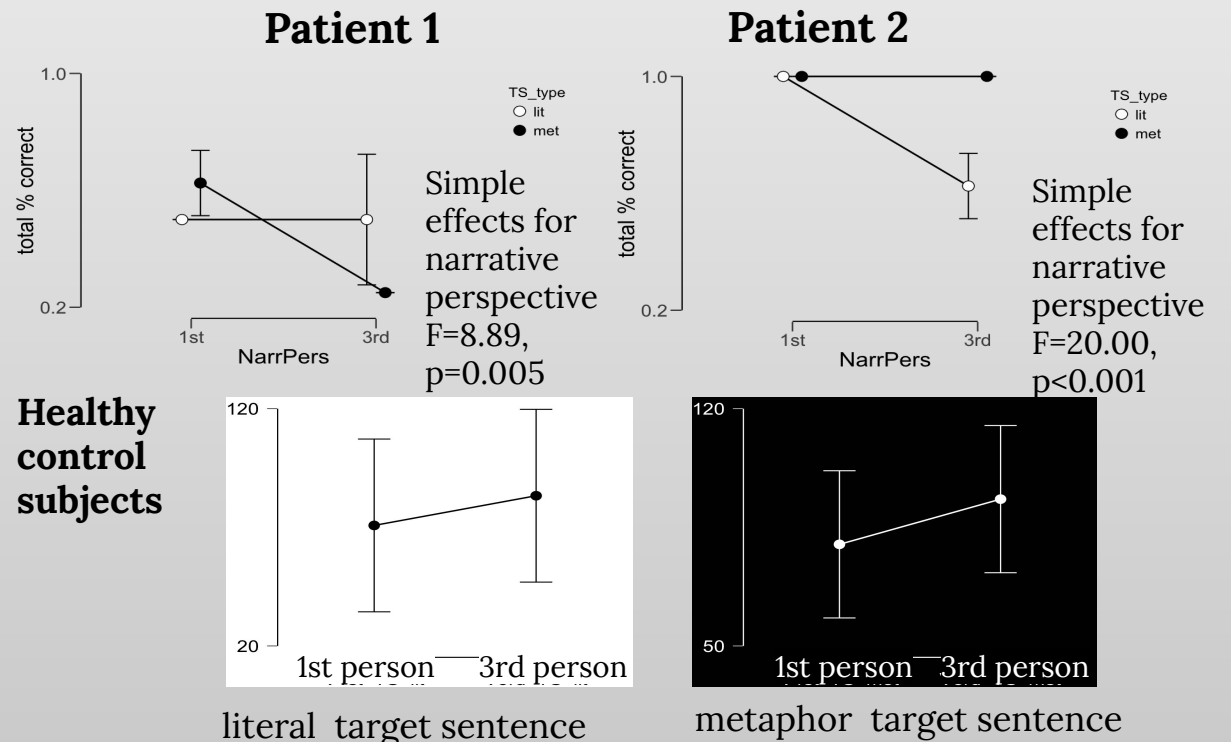 Patient 1
Patient 2
1.0
total % correct
0.2
1st
3rd
NarrPers
TS_type
lit
met
Simple
effects for
narrative
perspective
F=8.89,
p=0.005
1.0
total % correct
0.2
1st
3rd
NarrPers
TS_type
lit
met
Simple
effects for
narrative
perspective
F=20.00,
p<0.001
Healthy
control
subjects
120
20
1st person
3rd person
literal target sentence
120
50
1st person
3rd person
metaphor target sentence